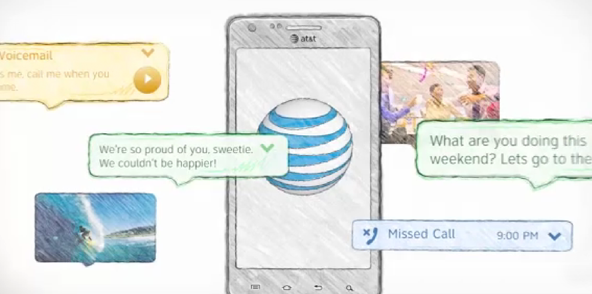 Voicemail
me, call me when you
at&t
We're so proud of you, sweetie.
We couldn't be happier!
What are you doing this
weekend? Lets go to the
Missed Call 9:00 PM